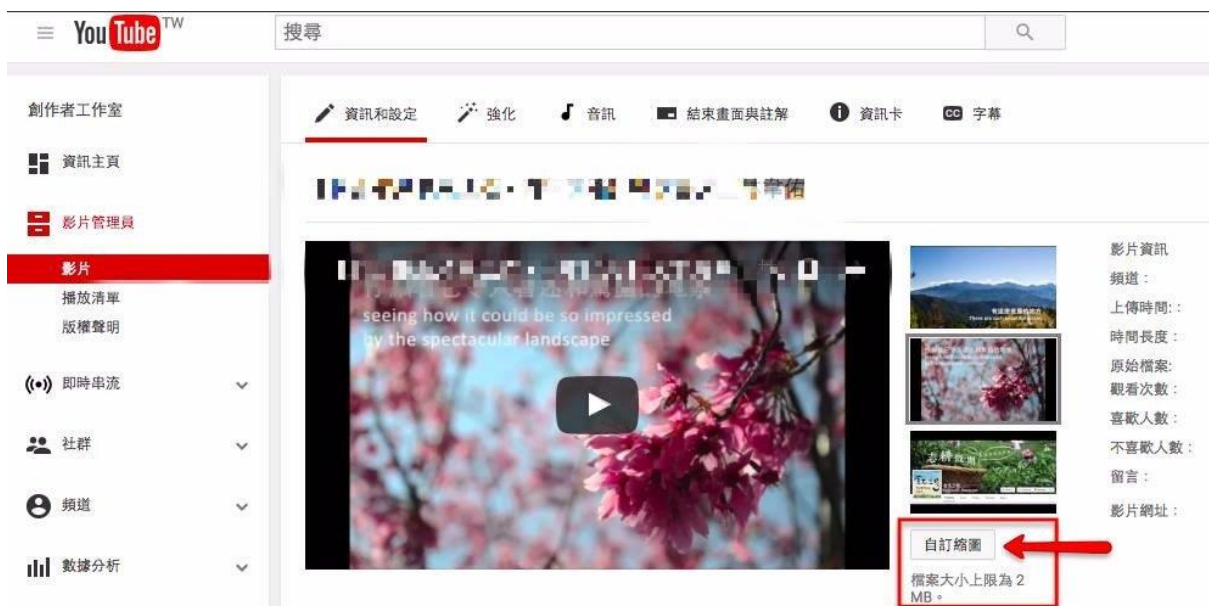 YouTube TW
搜尋
創作者工作室
資訊主頁
影片管理員
影片
播放清單
版權聲明
即時串流
社群
頻道
數據分析
資訊和設定 強化 音訊 結束畫面與註解 資訊卡 CC 字幕
韋佑
seeing how it could be so impressed
by the spectacular landscape
影片資訊
頻道：
上傳時間:：
時間長度：
原始檔案:
觀看次數：
喜歡人數：
不喜歡人數：
留言：
影片網址：
自訂縮圖
檔案大小上限為 2
MB。